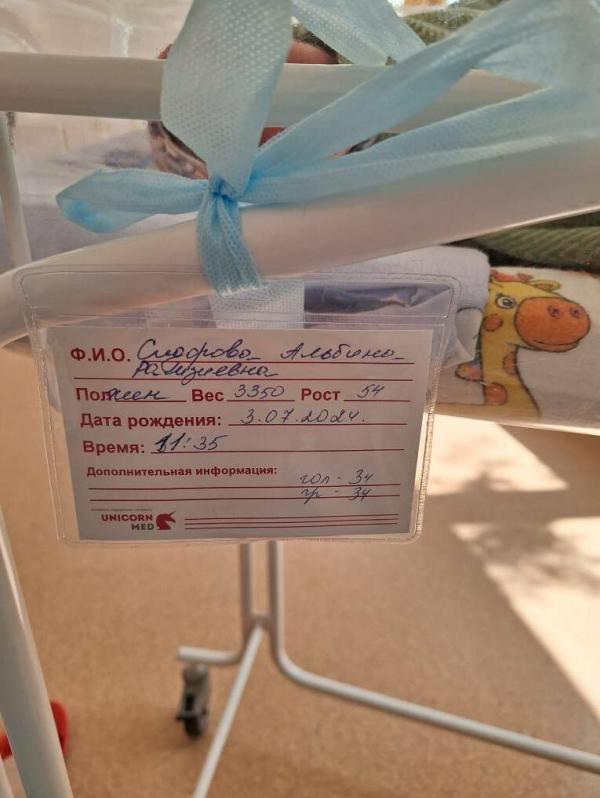 Ф.И.О. Альбина
Пол жен Вес 3350 Рост 54
Дата рождения: 3.07.2024.
Время: 11:35
Дополнительная информация:
гол - 34
гр - 34
UNICORN
MED